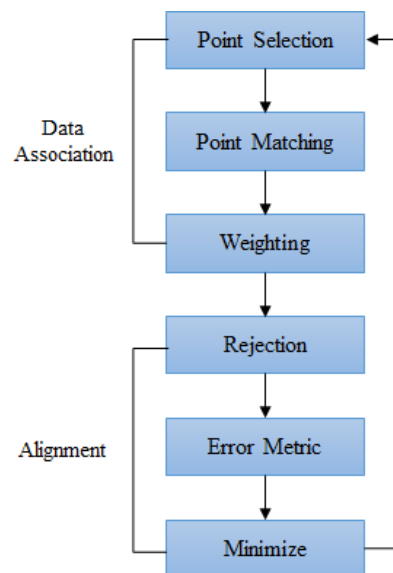 Point Selection
Data
Association
Point Matching
Weighting
Rejection
Alignment
Error Metric
Minimize